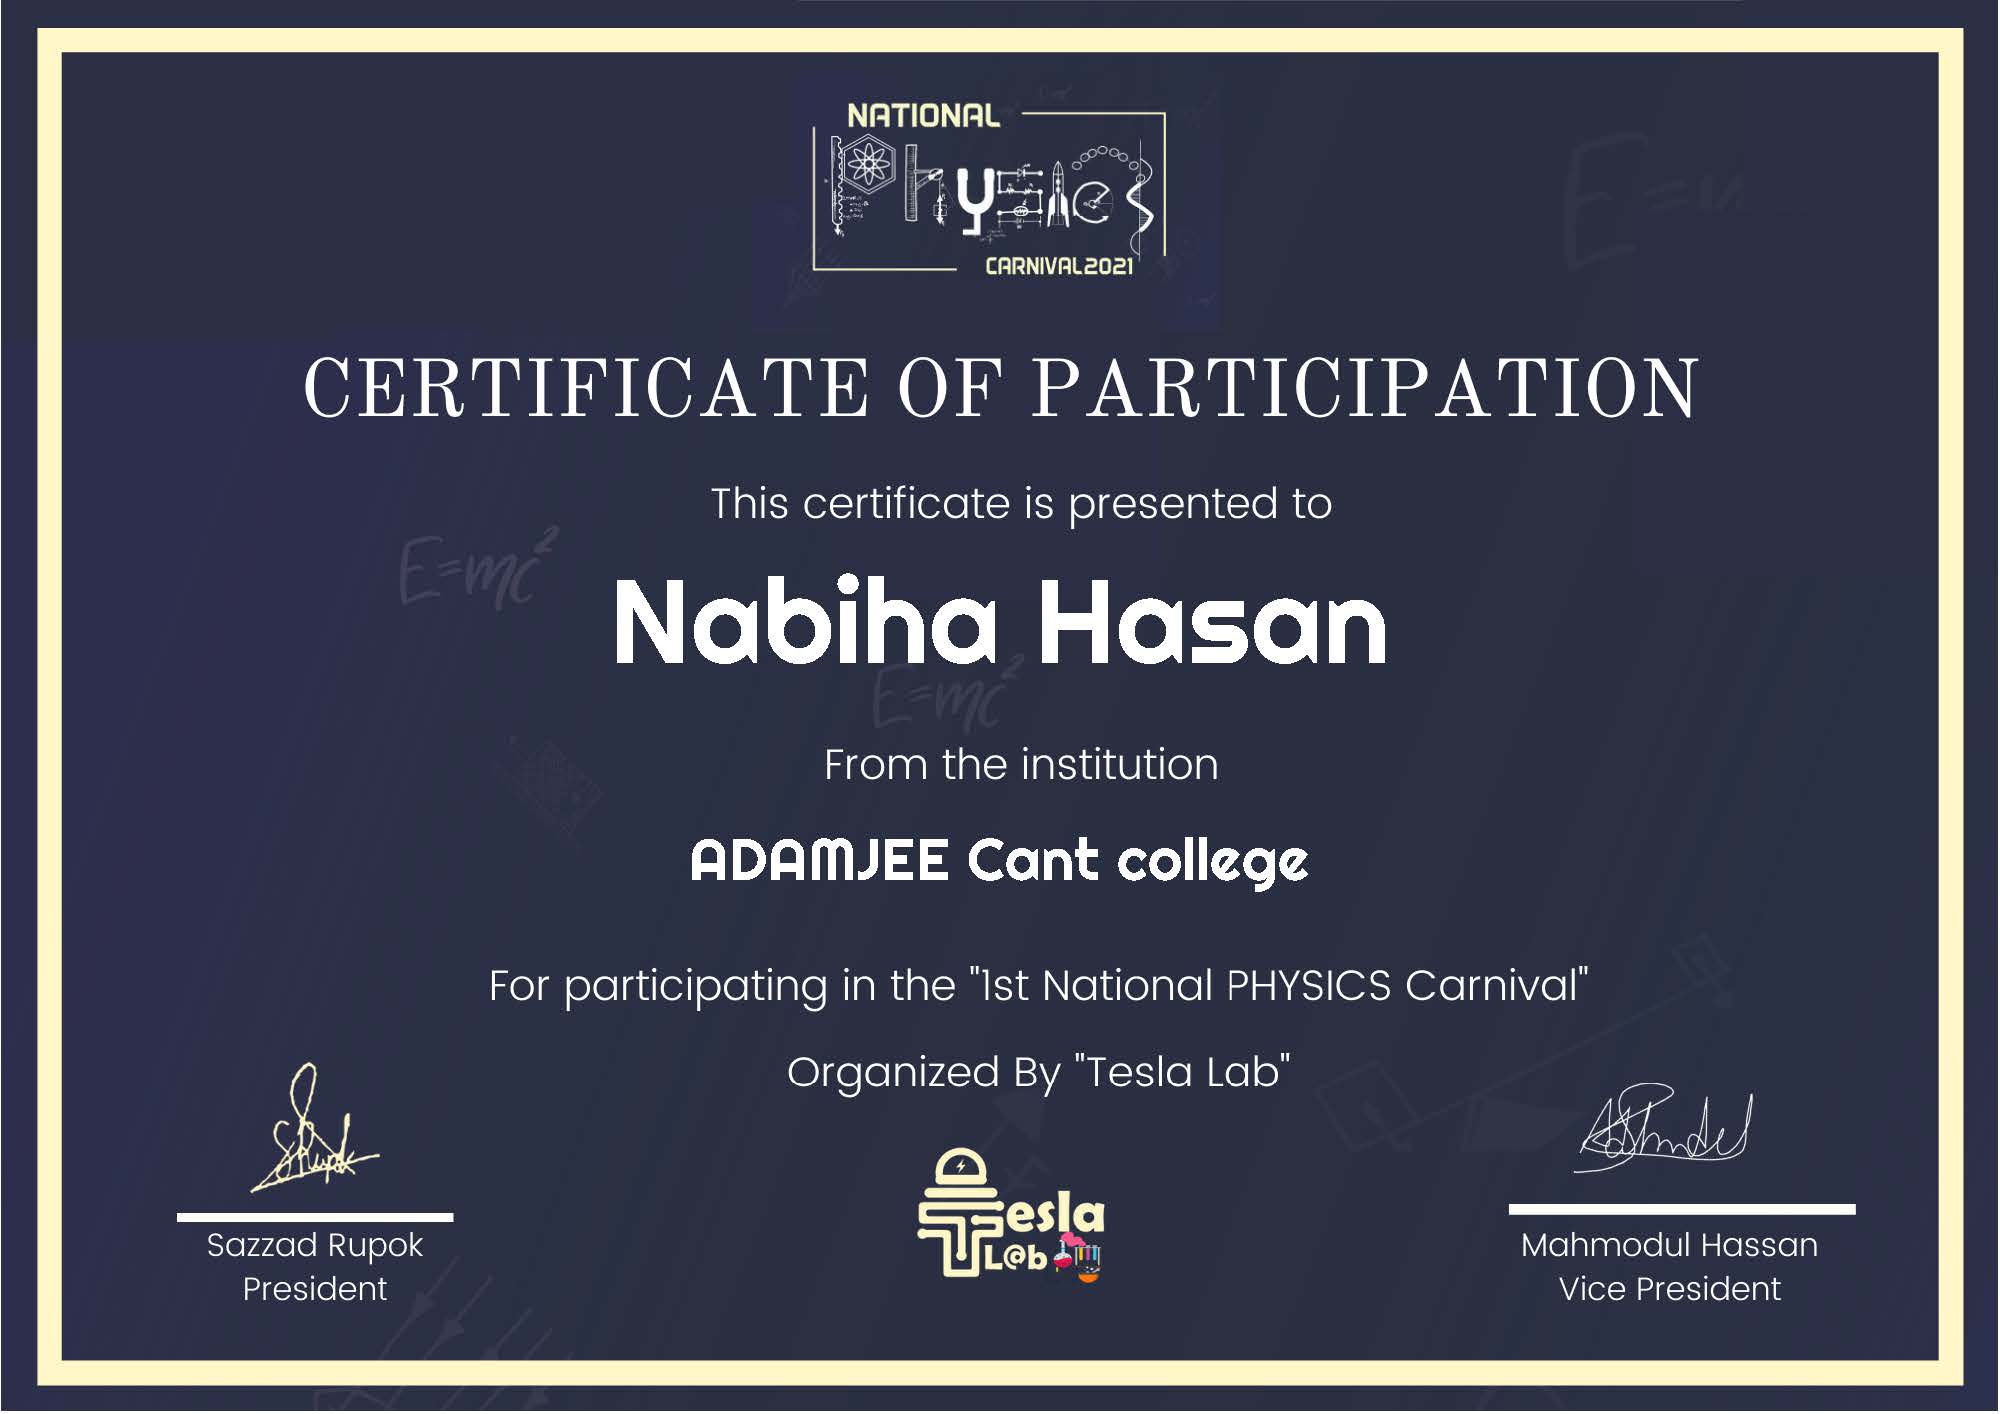 NATIONAL
Physics
CARNIVAL2021
CERTIFICATE OF PARTICIPATION
This certificate is presented to
E=mc²
Nabiha Hasan
E=mc²
From the institution
ADAMJEE Cant college
For participating in the "1st National PHYSICS Carnival"
Organized By "Tesla Lab"
Tesla
L@b
Sazzad Rupok
President
Mahmodul Hassan
Vice President